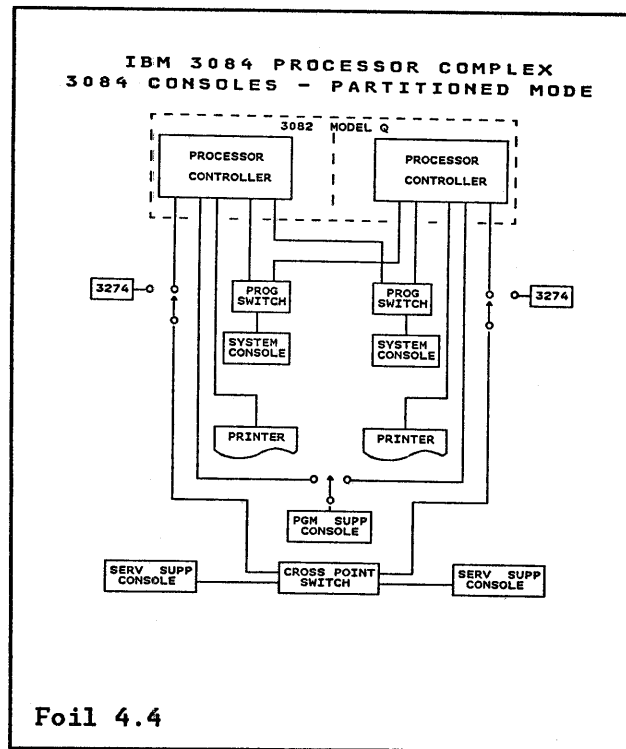 IBM 3084 PROCESSOR COMPLEX
3084 CONSOLES - PARTITIONED MODE
3082 MODEL Q
PROCESSOR
CONTROLLER
PROCESSOR
CONTROLLER
3274
PROG
SWITCH
PROG
SWITCH
3274
SYSTEM
CONSOLE
SYSTEM
CONSOLE
PRINTER
PRINTER
PGM SUPP
CONSOLE
SERV SUPP
CONSOLE
CROSS POINT
SWITCH
SERV SUPP
CONSOLE
Foil 4.4